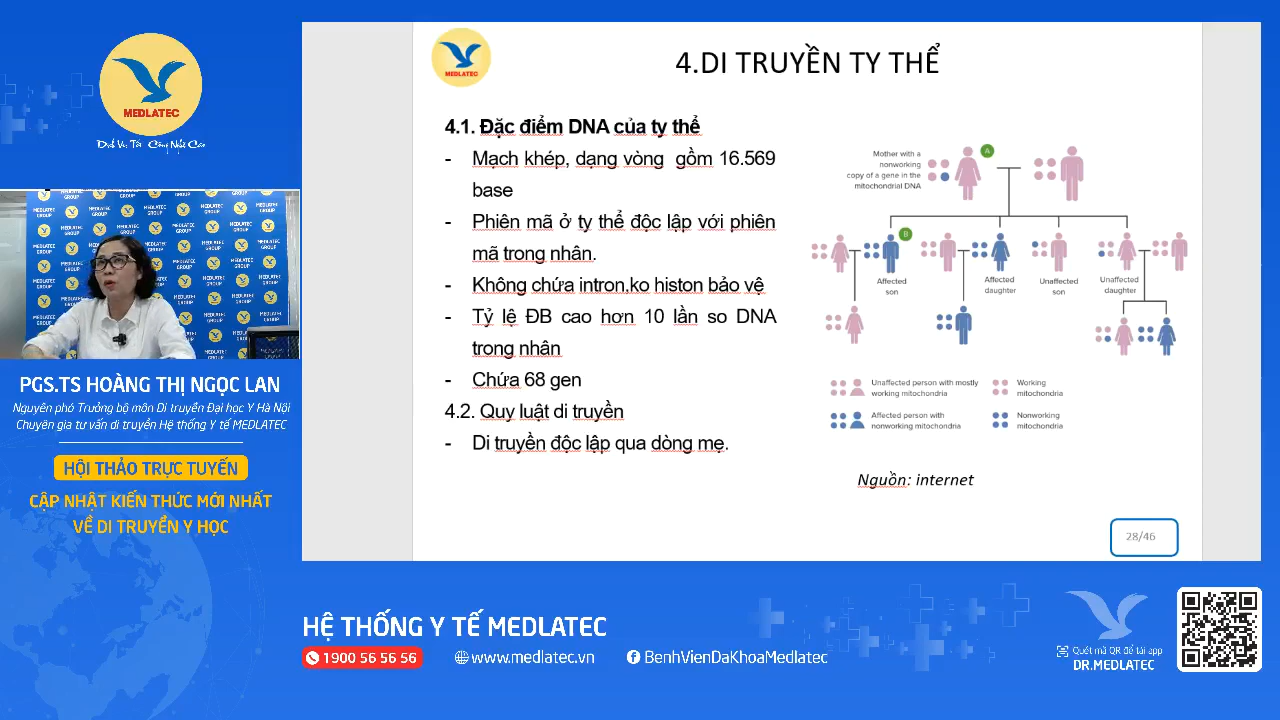 MEDLATEC
Dịch Vụ Tốt - Công Nghệ Cao
PGS.TS HOÀNG THỊ NGỌC LAN
Nguyên phó Trưởng bộ môn Di truyền Đại học Y Hà Nội
Chuyên gia tư vấn di truyền Hệ thống Y tế MEDLATEC
HỘI THẢO TRỰC TUYẾN
CẬP NHẬT KIẾN THỨC MỚI NHẤT
VỀ DI TRUYỀN Y HỌC
MEDLATEC
4.DI TRUYỀN TY THỂ
4.1. Đặc điểm DNA của ty thể
- Mạch khép, dạng vòng gồm 16.569
base
- Phiên mã ở ty thể độc lập với phiên
mã trong nhân.
- Không chứa intron,ko histon bảo vệ
- Tỷ lệ ĐB cao hơn 10 lần so DNA
trong nhân
- Chứa 68 gen
4.2. Quy luật di truyền
- Di truyền độc lập qua dòng mẹ.
Mother with a
nonworking
copy of a gene in the
mitochondrial DNA
A
B
Affected
son
Affected
daughter
Unaffected
son
Unaffected
daughter
Unaffected person with mostly
working mitochondria
Working
mitochondria
Affected person with
nonworking mitochondria
Nonworking
mitochondria
Nguồn: internet
28/46
HỆ THỐNG Y TẾ MEDLATEC
1900 56 56 56
www.medlatec.vn
BenhVienDaKhoaMedlatec
Quét mã QR để tải app
DR.MEDLATEC